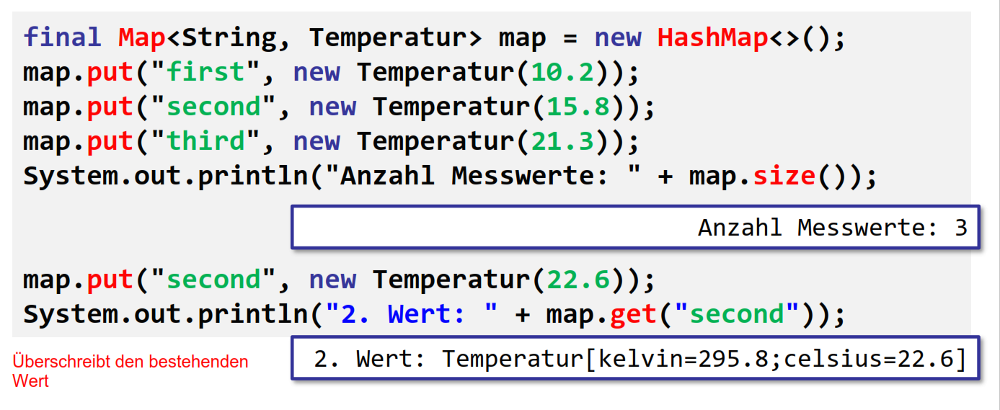 final Map<String, Temperatur> map = new HashMap<>();
map.put("first", new Temperatur(10.2));
map.put("second", new Temperatur(15.8));
map.put("third", new Temperatur(21.3));
System.out.println("Anzahl Messwerte: " + map.size());
Anzahl Messwerte: 3
map.put("second", new Temperatur(22.6));
System.out.println("2. Wert: " + map.get("second"));
2. Wert: Temperatur[kelvin=295.8;celsius=22.6]
Überschreibt den bestehenden
Wert